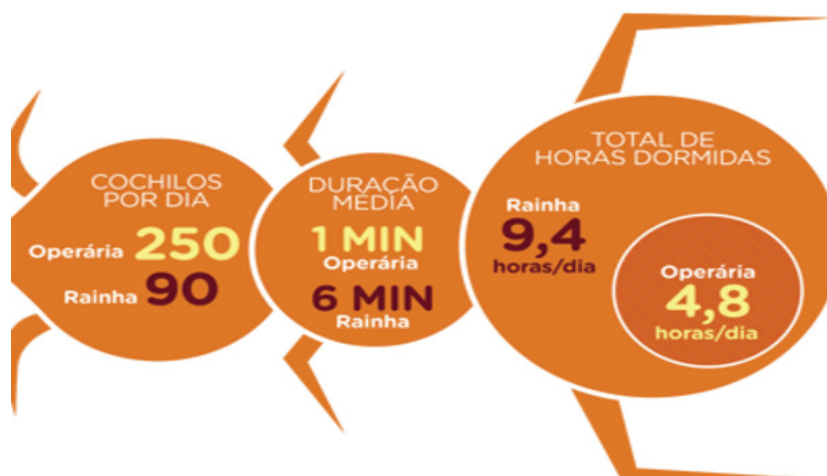 COCHILOS
POR DIA
Operária 250
Rainha 90
DURAÇÃO
MÉDIA
1 MIN
Operária
6 MIN
Rainha
TOTAL DE
HORAS DORMIDAS
Rainha
9,4
horas/dia
Operária
4,8
horas/dia